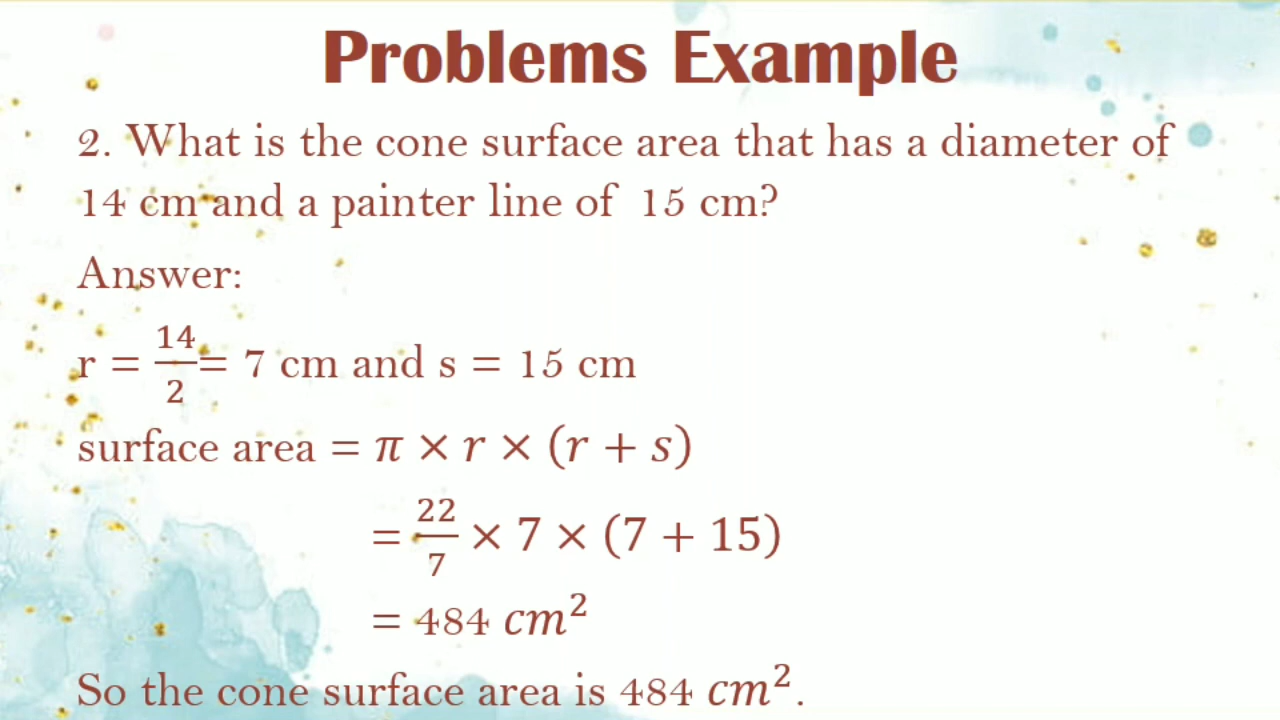 Problems Example
2. What is the cone surface area that has a diameter of
14 cm and a painter line of 15 cm?
Answer:
r = 14/2 = 7 cm and s = 15 cm
surface area = π × r × (r + s)
= 22/7 × 7 × (7 + 15)
= 484 cm²
So the cone surface area is 484 cm².